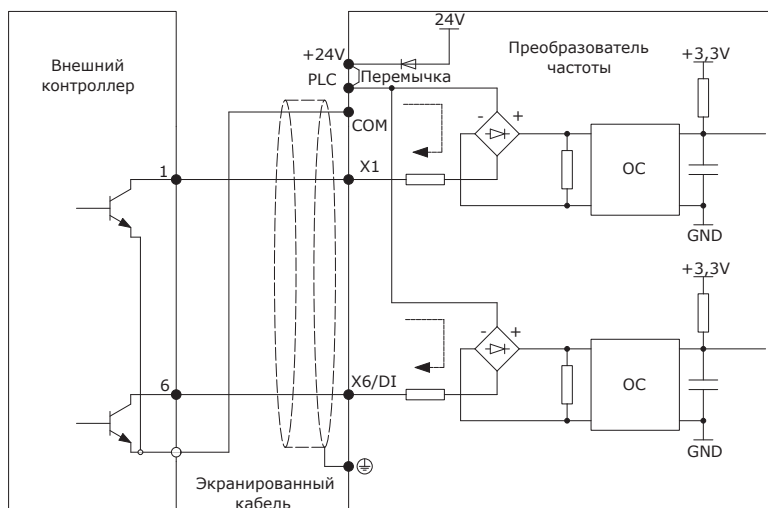 24V
Внешний
контроллер
+24V
Преобразователь
частоты
+3,3V
PLC
Перемычка
COM
- +
1
X1
OC
GND
+3,3V
- +
6
X6/DI
OC
GND
Экранированный
кабель